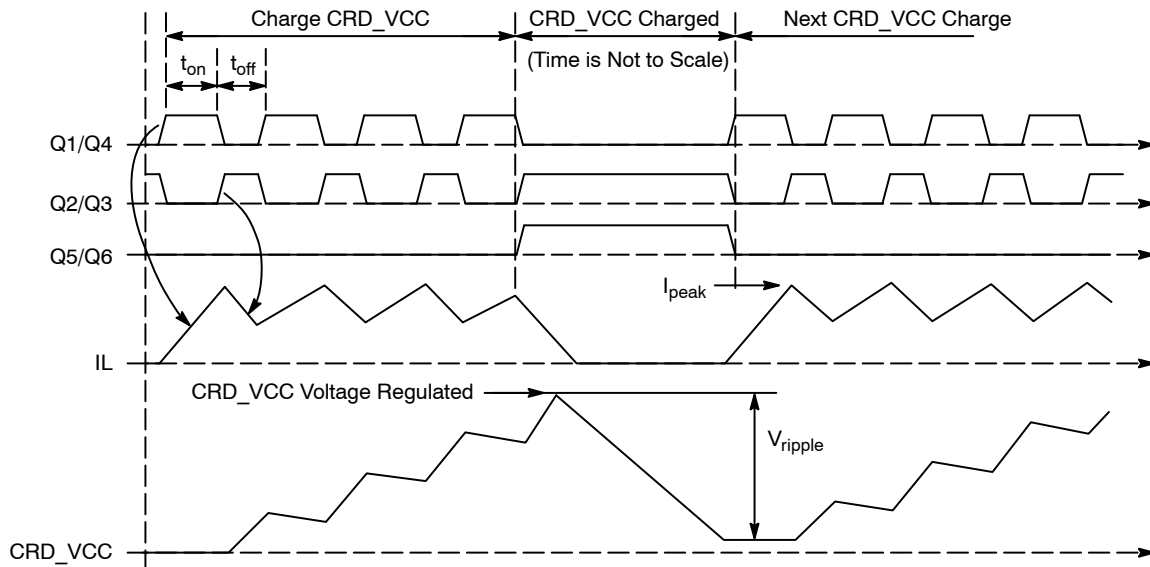 Charge CRD_VCC
CRD_VCC Charged
Next CRD_VCC Charge
(Time is Not to Scale)
ton
toff
Q1/Q4
Q2/Q3
Q5/Q6
Ipeak
IL
CRD_VCC Voltage Regulated
Vripple
CRD_VCC